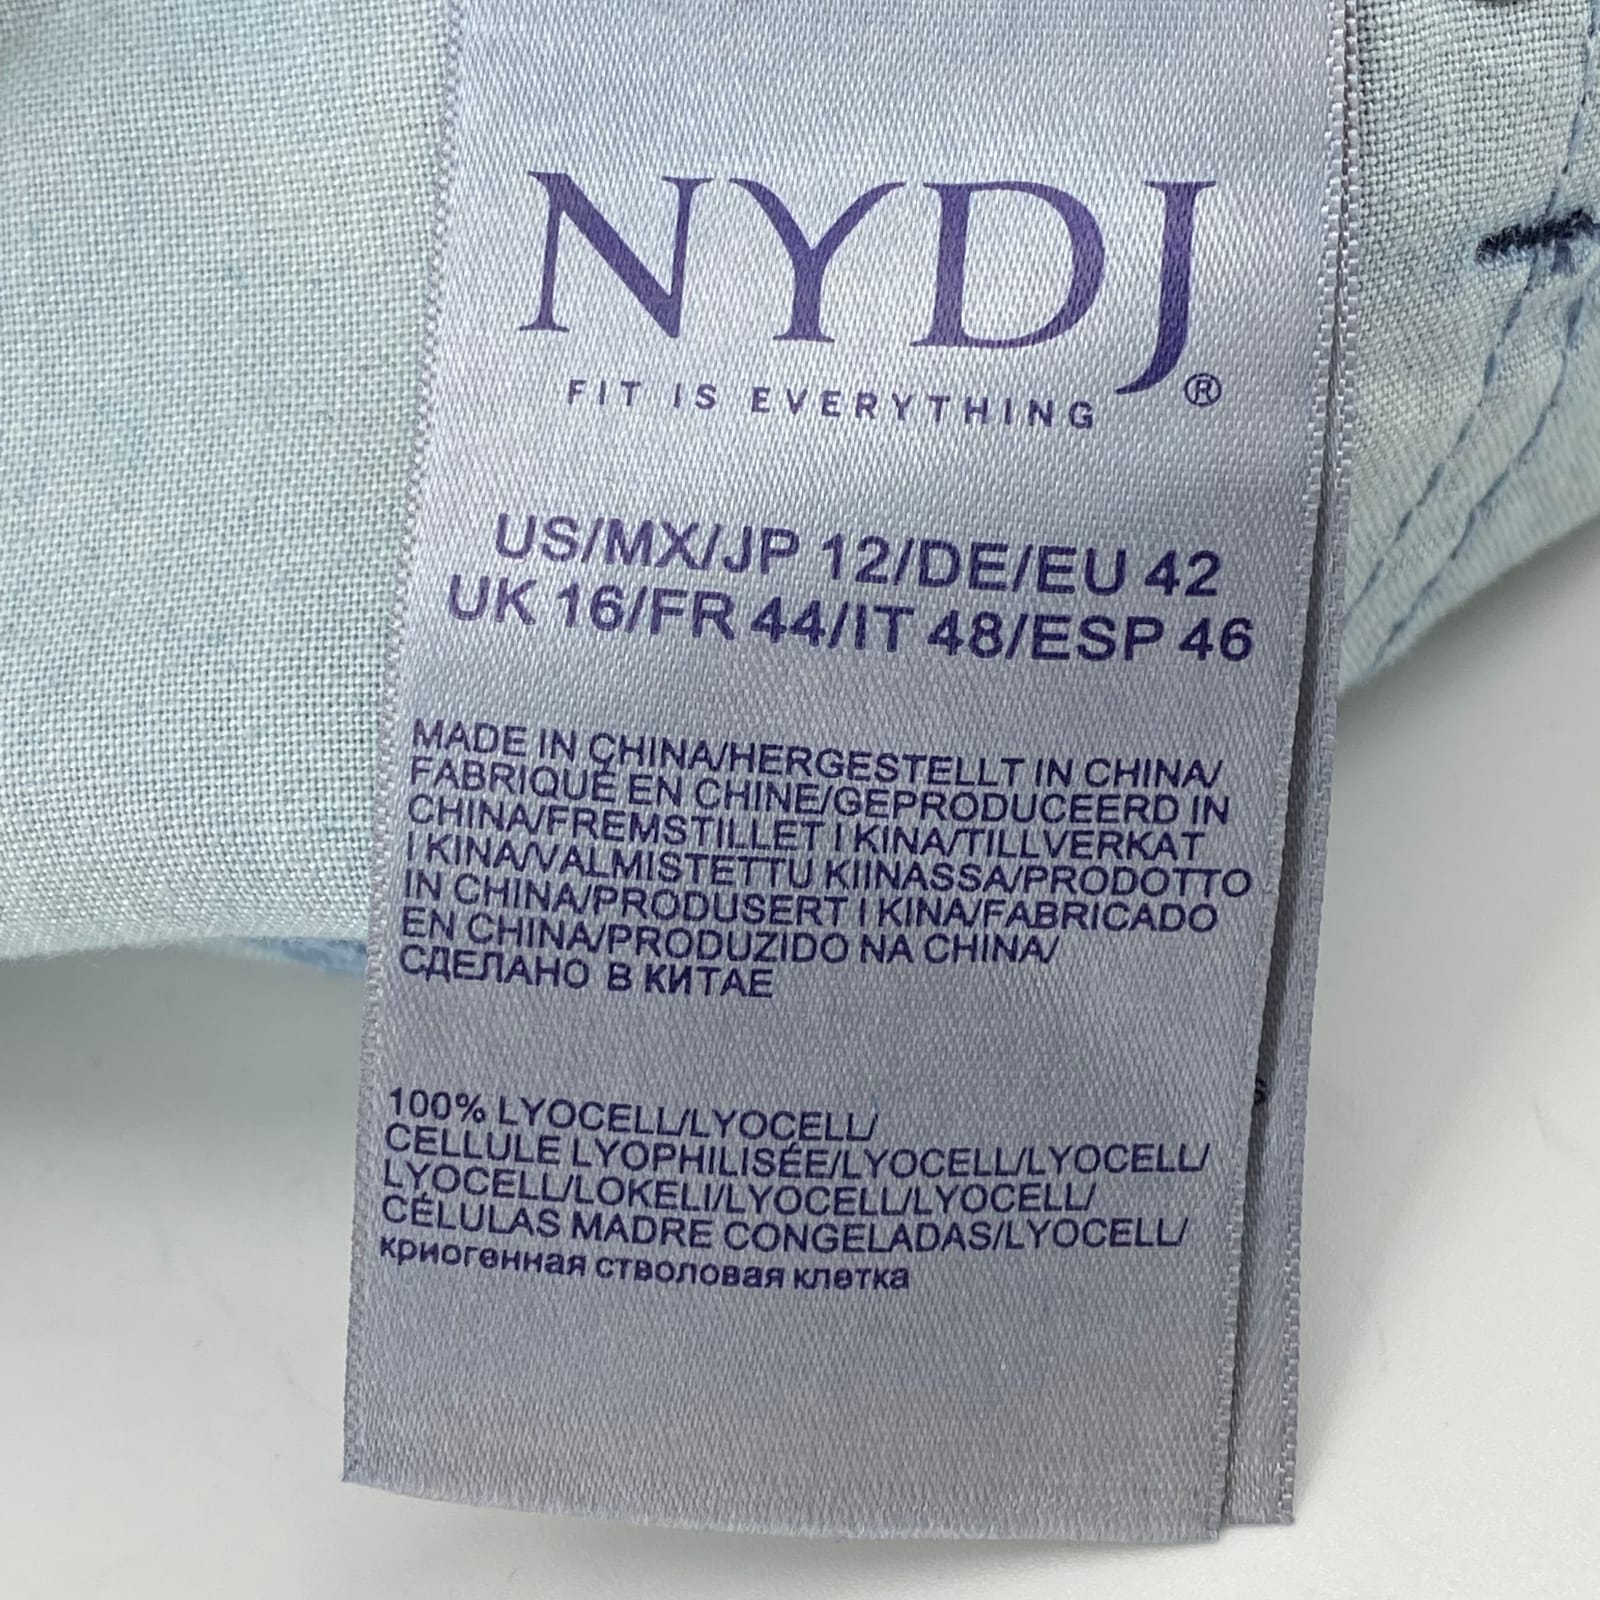 NYDJ®
FIT IS EVERYTHING
US/MX/JP 12/DE/EU 42
UK 16/FR 44/IT 48/ESP 46
MADE IN CHINA/HERGESTELLT IN CHINA/
FABRIQUÉ EN CHINE/GEPRODUCEERD IN
CHINA/FREMSTILLET I KINA/TILLVERKAT
I KINA/VALMISTETTU KIINASSA/PRODOTTO
IN CHINA/PRODUSERT I KINA/FABRICADO
EN CHINA/PRODUZIDO NA CHINA/
СДЕЛАНО В КИТАЕ
100% LYOCELL/LYOCELL/
CELLULE LYOPHILISÉE/LYOCELL/LYOCELL/
LYOCELL/LOKELI/LYOCELL/LYOCELL/
CÉLULAS MADRE CONGELADAS/LYOCELL/
криогенная стволовая клетка